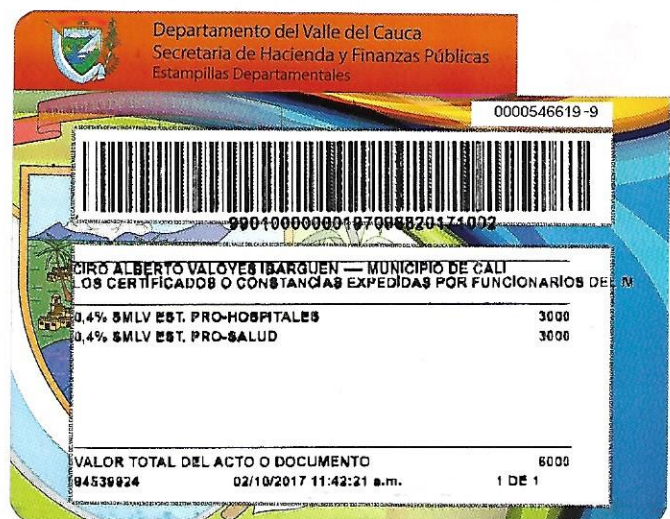 Departamento del Valle del Cauca
Secretaria de Hacienda y Finanzas Públicas
Estampillas Departamentales
0000546619-9
CIRO ALBERTO VALOYES IBARGUEN — MUNICIPIO DE CALI
LOS CERTIFICADOS O CONSTANCIAS EXPEDIDAS POR FUNCIONARIOS DEL M
0,4% SMLV EST. PRO-HOSPITALES 3000
0,4% SMLV EST. PRO-SALUD 3000
VALOR TOTAL DEL ACTO O DOCUMENTO 6000
94539924 02/10/2017 11:42:21 a.m. 1 DE 1